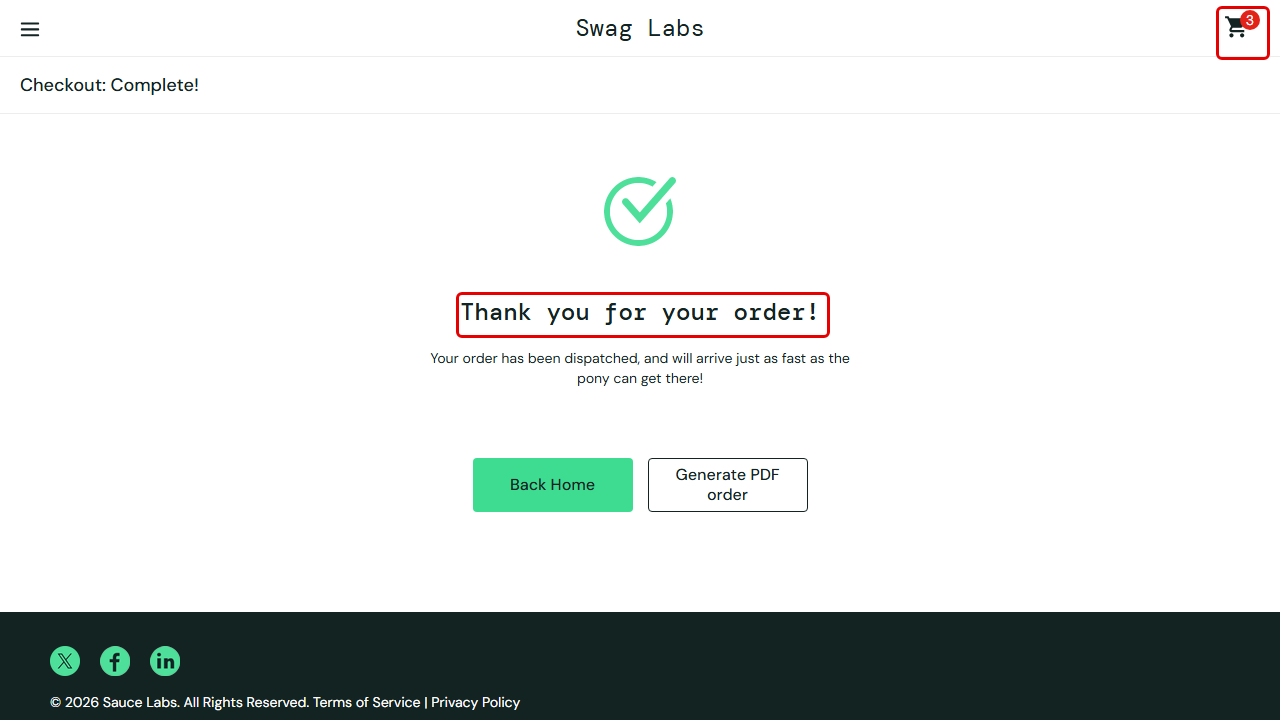 Swag Labs
3
Checkout: Complete!
Thank you for your order!
Your order has been dispatched, and will arrive just as fast as the
pony can get there!
Back Home
Generate PDF
order
© 2026 Sauce Labs. All Rights Reserved. Terms of Service | Privacy Policy